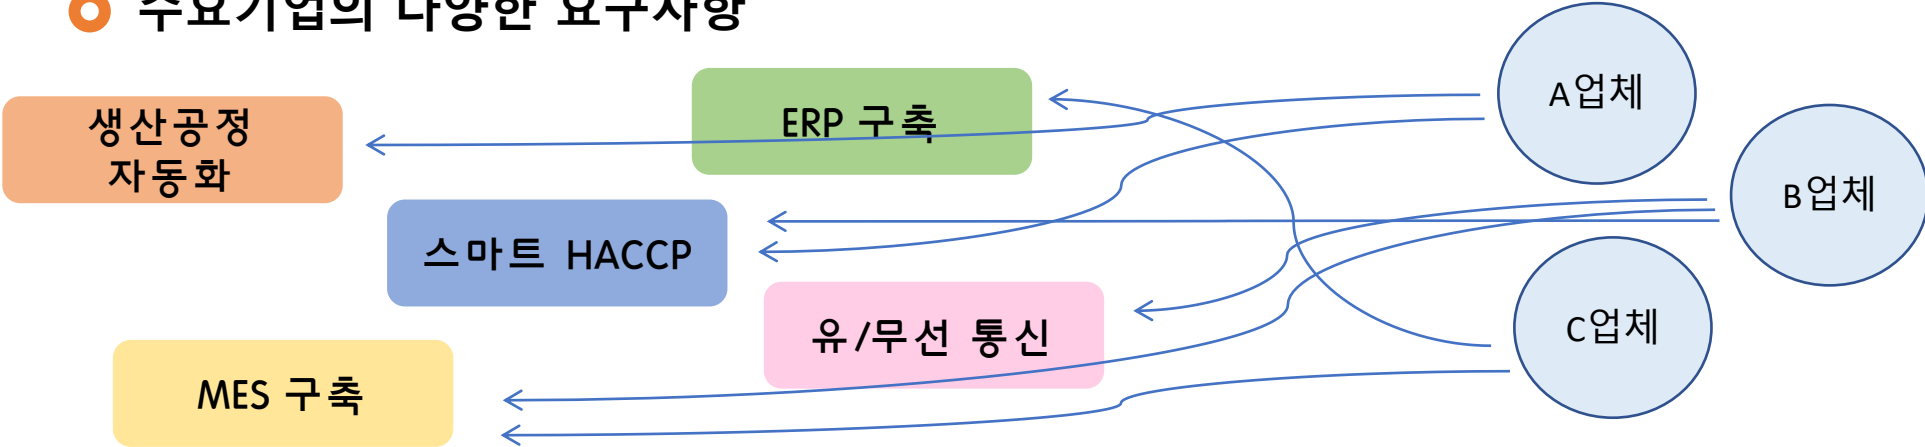 수요기업의 다양한 요구사항
생산공정
자동화
ERP 구축
스마트 HACCP
유/무선 통신
MES 구축
A업체
B업체
C업체